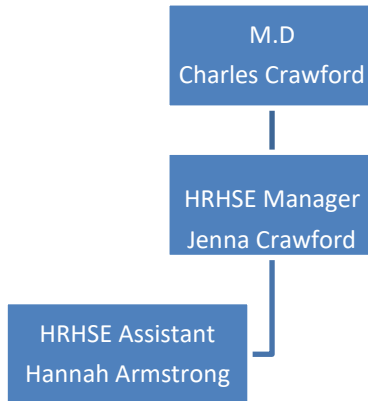 M.D
Charles Crawford
HRHSE Manager
Jenna Crawford
HRHSE Assistant
Hannah Armstrong